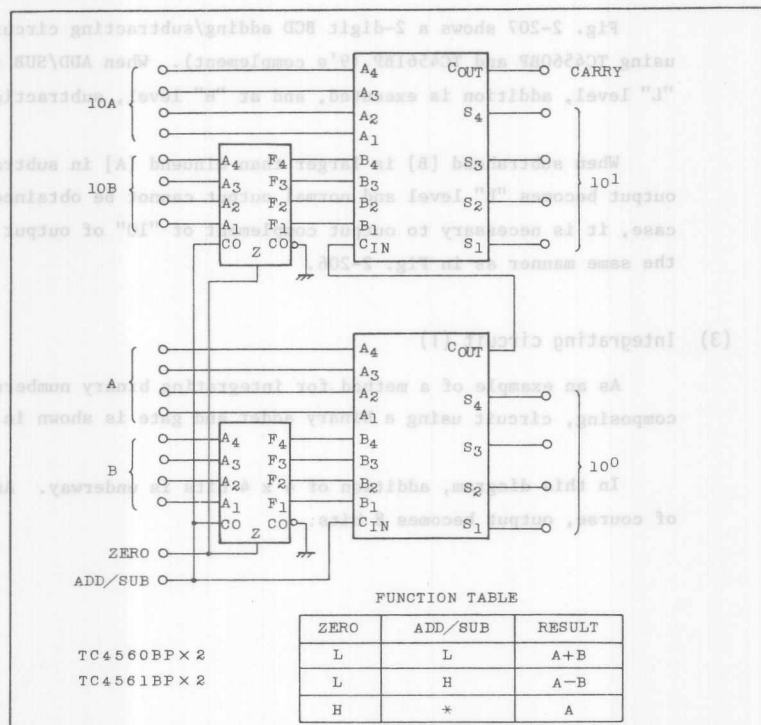 Fig. 2-207 shows a 2-digit BCD adding/subtracting circu
using TC4560BP and TC4561BP (9's complement). When ADD/SUB
"L" level, addition is executed, and at "H" level, subtracti
When subtrahend [B] is larger than minuend [A] in subtra
output becomes "L" level and normal output cannot be obtaine
case, it is necessary to output complement of "10" of output
the same manner as in Fig. 2-206.
(3) Integrating circuit (1)
As an example of a method for integrating binary number
composing, circuit using a binary adder and gate is shown i
In this diagram, addition of 4 x 4 bits is underway. A
of course, output becomes 8 bits.
10A
A4 COUT CARRY
A3 S4
A2
A1
10B
A4 F4 B4 S3
A3 F3 B3
A2 F2 B2 S2
A1 F1 B1
CO CO CIN S1
Z
10¹
A
A4 COUT
A3
A2 S4
A1
B
A4 F4 B4 S3
A3 F3 B3
A2 F2 B2 S2
A1 F1 B1
CO CO CIN S1
Z
10⁰
ZERO
ADD/SUB
FUNCTION TABLE
ZERO ADD/SUB RESULT
L L A+B
L H A−B
H * A
TC4560BP×2
TC4561BP×2